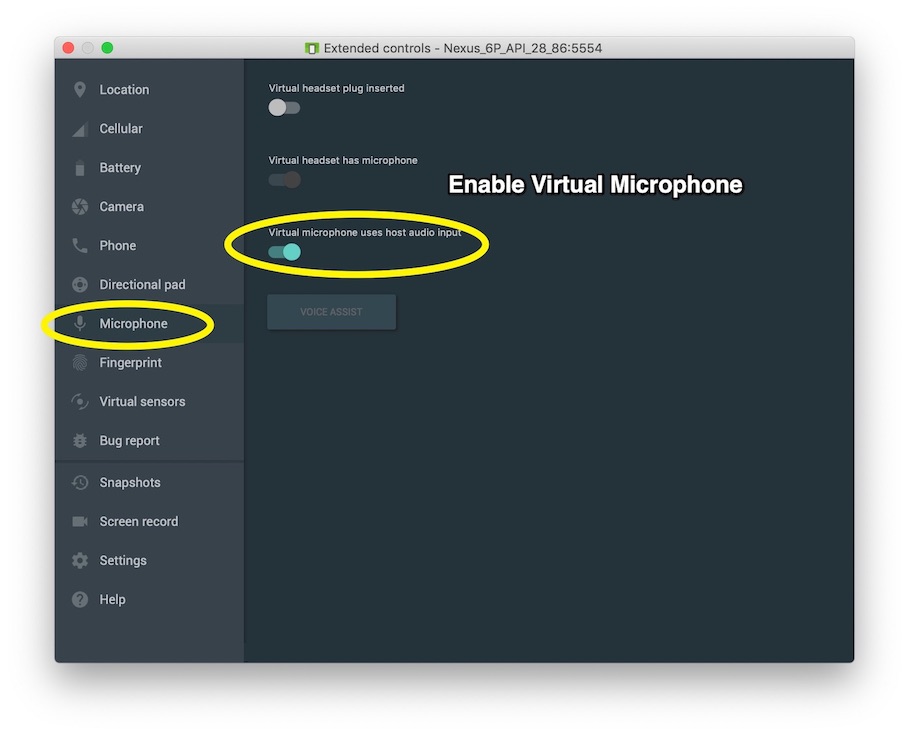 Extended controls - Nexus_6P_API_28_86:5554
Location
Cellular
Battery
Camera
Phone
Directional pad
Microphone
Fingerprint
Virtual sensors
Bug report
Snapshots
Screen record
Settings
Help
Virtual headset plug inserted
Virtual headset has microphone
Enable Virtual Microphone
Virtual microphone uses host audio input
VOICE ASSIST